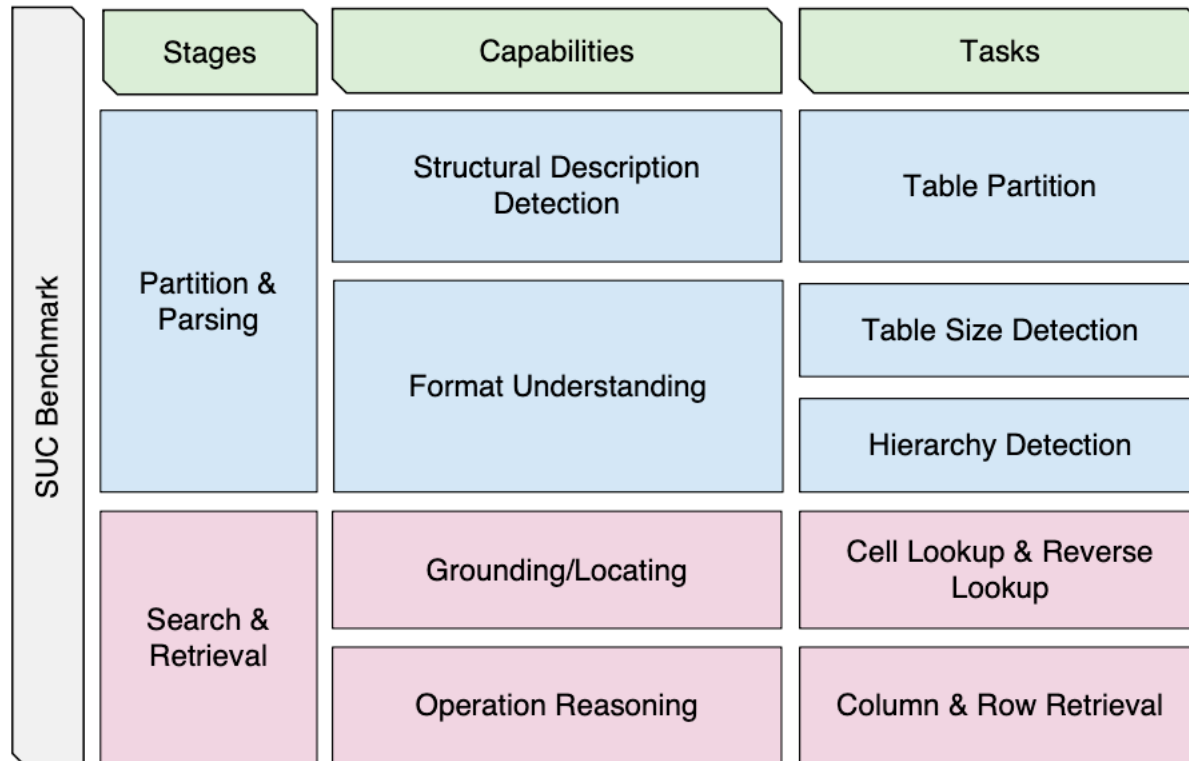 SUC Benchmark
Stages
Capabilities
Tasks
Partition &
Parsing
Structural Description
Detection
Table Partition
Format Understanding
Table Size Detection
Hierarchy Detection
Search &
Retrieval
Grounding/Locating
Cell Lookup & Reverse
Lookup
Operation Reasoning
Column & Row Retrieval